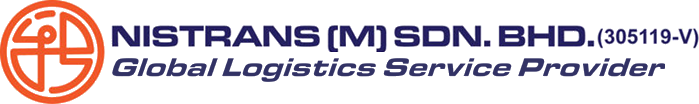 NISTRANS (M) SDN. BHD. (305119-V)
Global Logistics Service Provider